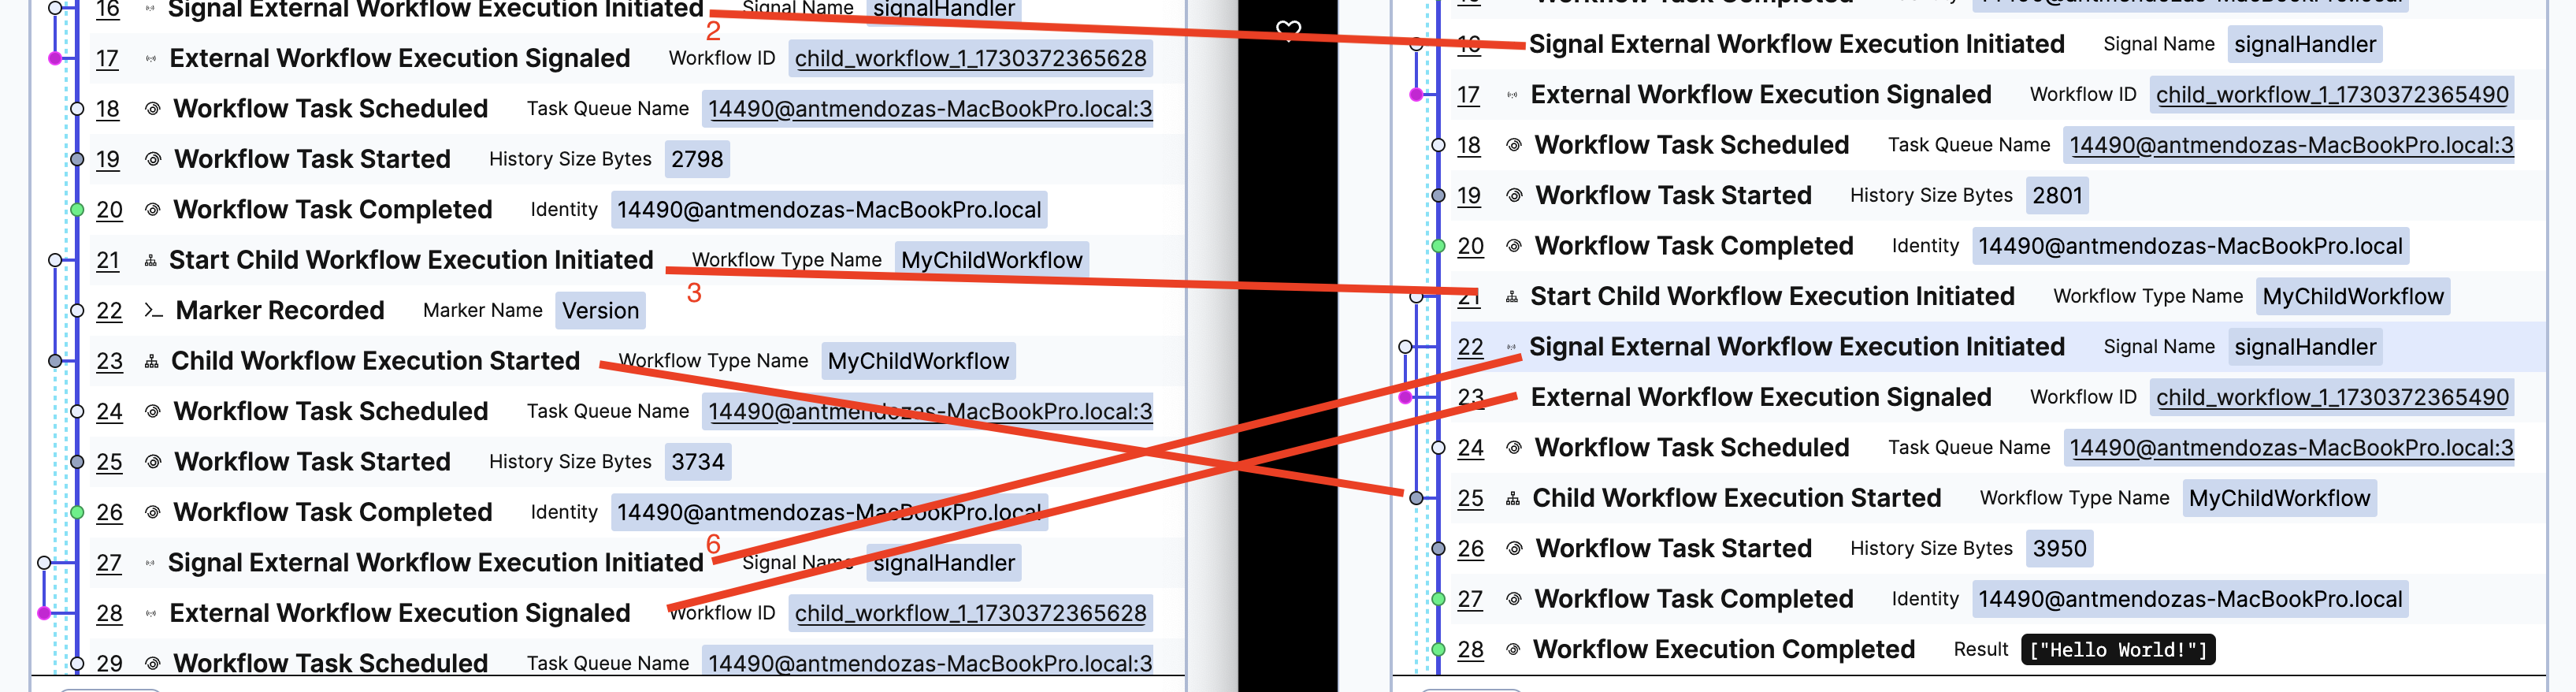 16 Signal External Workflow Execution Initiated Signal Name signalHandler
2
17 External Workflow Execution Signaled Workflow ID child_workflow_1_1730372365628
18 Workflow Task Scheduled Task Queue Name 14490@antmendozas-MacBookPro.local:3
19 Workflow Task Started History Size Bytes 2798
20 Workflow Task Completed Identity 14490@antmendozas-MacBookPro.local
21 Start Child Workflow Execution Initiated Workflow Type Name MyChildWorkflow
3
22 Marker Recorded Marker Name Version
23 Child Workflow Execution Started Workflow Type Name MyChildWorkflow
24 Workflow Task Scheduled Task Queue Name 14490@antmendozas-MacBookPro.local:3
25 Workflow Task Started History Size Bytes 3734
26 Workflow Task Completed Identity 14490@antmendozas-MacBookPro.local
6
27 Signal External Workflow Execution Initiated Signal Name signalHandler
28 External Workflow Execution Signaled Workflow ID child_workflow_1_1730372365628
29 Workflow Task Scheduled Task Queue Name 14490@antmendozas-MacBookPro.local:3
Workflow Task Completed Identity 14490@antmendozas-MacBookPro.local
16 Signal External Workflow Execution Initiated Signal Name signalHandler
17 External Workflow Execution Signaled Workflow ID child_workflow_1_1730372365490
18 Workflow Task Scheduled Task Queue Name 14490@antmendozas-MacBookPro.local:3
19 Workflow Task Started History Size Bytes 2801
20 Workflow Task Completed Identity 14490@antmendozas-MacBookPro.local
21 Start Child Workflow Execution Initiated Workflow Type Name MyChildWorkflow
22 Signal External Workflow Execution Initiated Signal Name signalHandler
23 External Workflow Execution Signaled Workflow ID child_workflow_1_1730372365490
24 Workflow Task Scheduled Task Queue Name 14490@antmendozas-MacBookPro.local:3
25 Child Workflow Execution Started Workflow Type Name MyChildWorkflow
26 Workflow Task Started History Size Bytes 3950
27 Workflow Task Completed Identity 14490@antmendozas-MacBookPro.local
28 Workflow Execution Completed Result ["Hello World!"]